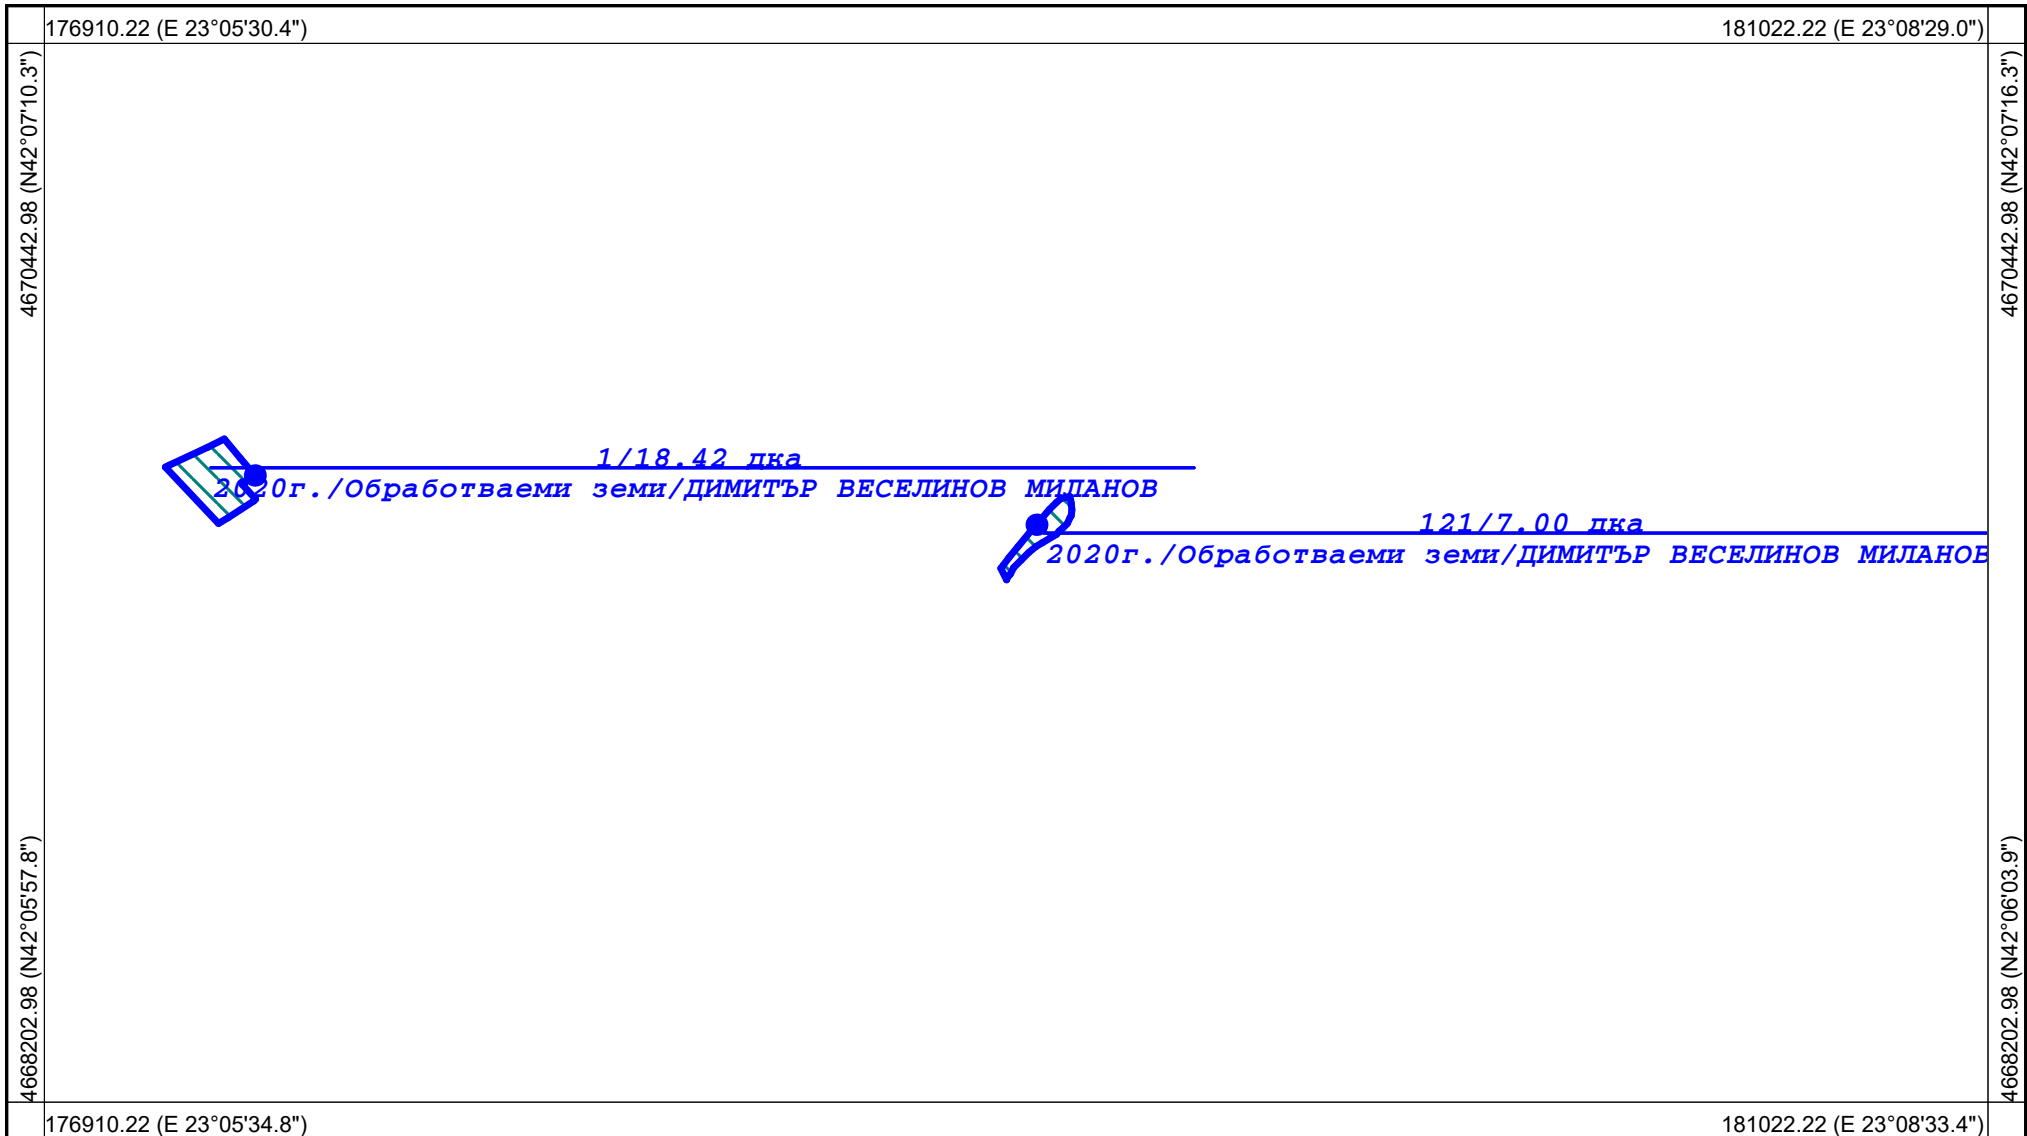 176910.22 (E 23°05'30.4")
181022.22 (E 23°08'29.0")
4670442.98 (N42°07'10.3")
4670442.98 (N42°07'16.3")
1/18.42 дка
2020г./Обработваеми земи/ДИМИТЪР ВЕСЕЛИНОВ МИЛАНОВ
121/7.00 дка
2020г./Обработваеми земи/ДИМИТЪР ВЕСЕЛИНОВ МИЛАНОВ
4668202.98 (N42°05'57.8")
4668202.98 (N42°06'03.9")
176910.22 (E 23°05'34.8")
181022.22 (E 23°08'33.4")